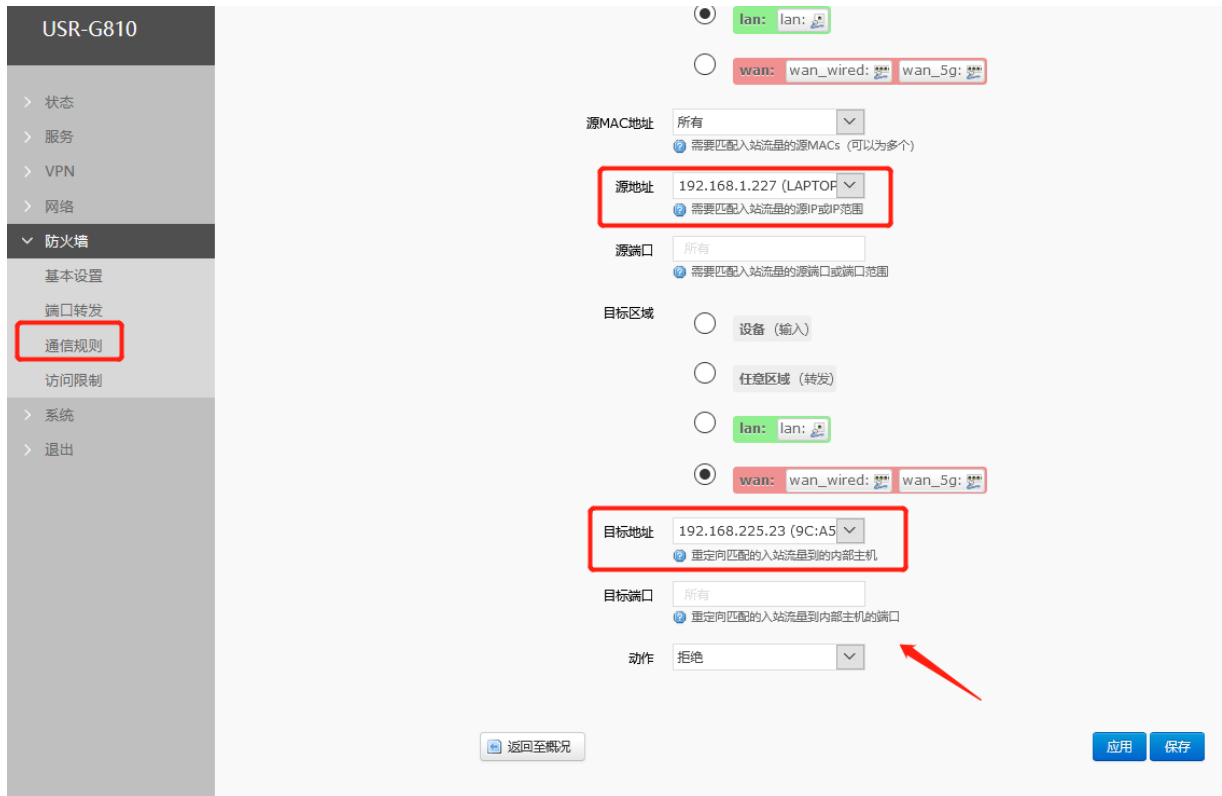 USR-G810
状态
服务
VPN
网络
防火墙
基本设置
端口转发
通信规则
访问限制
系统
退出
lan: lan:
wan: wan_wired: wan_5g:
源MAC地址 所有
需要匹配入站流量的源MACs（可以为多个）
源地址 192.168.1.227 (LAPTOP
需要匹配入站流量的源IP或IP范围
源端口 所有
需要匹配入站流量的源端口或端口范围
目标区域
设备（输入）
任意区域（转发）
lan: lan:
wan: wan_wired: wan_5g:
目标地址 192.168.225.23 (9C:A5
重定向匹配的入站流量到的内部主机
目标端口 所有
重定向匹配的入站流量到内部主机的端口
动作 拒绝
返回至概况 应用 保存